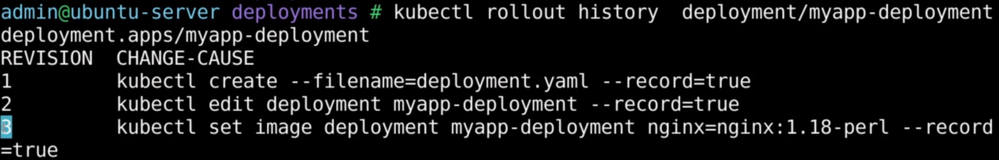 admin@ubuntu-server deployments # kubectl rollout history  deployment/myapp-deployment
deployment.apps/myapp-deployment
REVISION  CHANGE-CAUSE
1         kubectl create --filename=deployment.yaml --record=true
2         kubectl edit deployment myapp-deployment --record=true
3         kubectl set image deployment myapp-deployment nginx=nginx:1.18-perl --record
=true